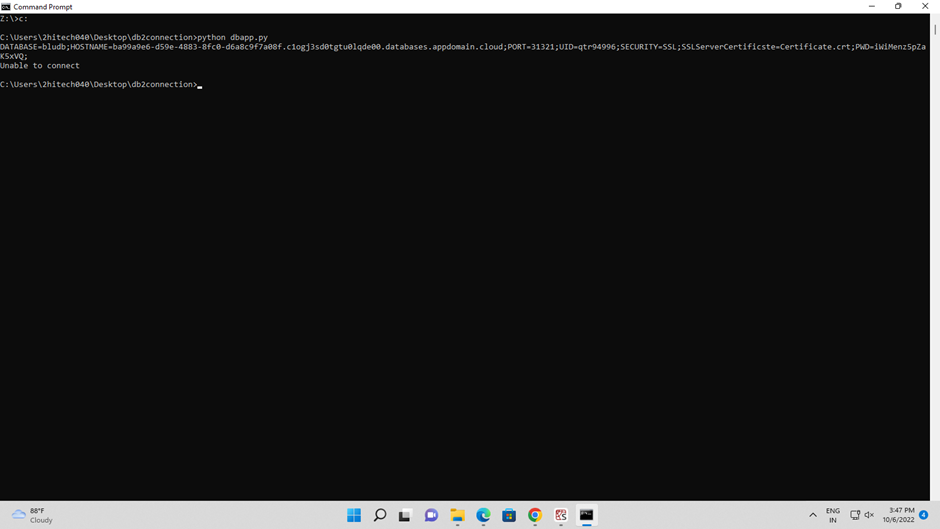 Command Prompt
Z:\>c:
C:\Users\2hitech040\Desktop\db2connection>python dbapp.py
DATABASE=bludb;HOSTNAME=ba99a9e6-d59e-4883-8fc0-d6a8c9f7a08f.c1ogj3sd0tgtu0lqde00.databases.appdomain.cloud;PORT=31321;UID=qtr94996;SECURITY=SSL;SSLServerCertificste=Certificate.crt;PWD=iWiMenzSpZa
K5xVQ;
Unable to connect
C:\Users\2hitech040\Desktop\db2connection>
88°F
Cloudy
ENG
IN
3:47 PM
10/6/2022
4